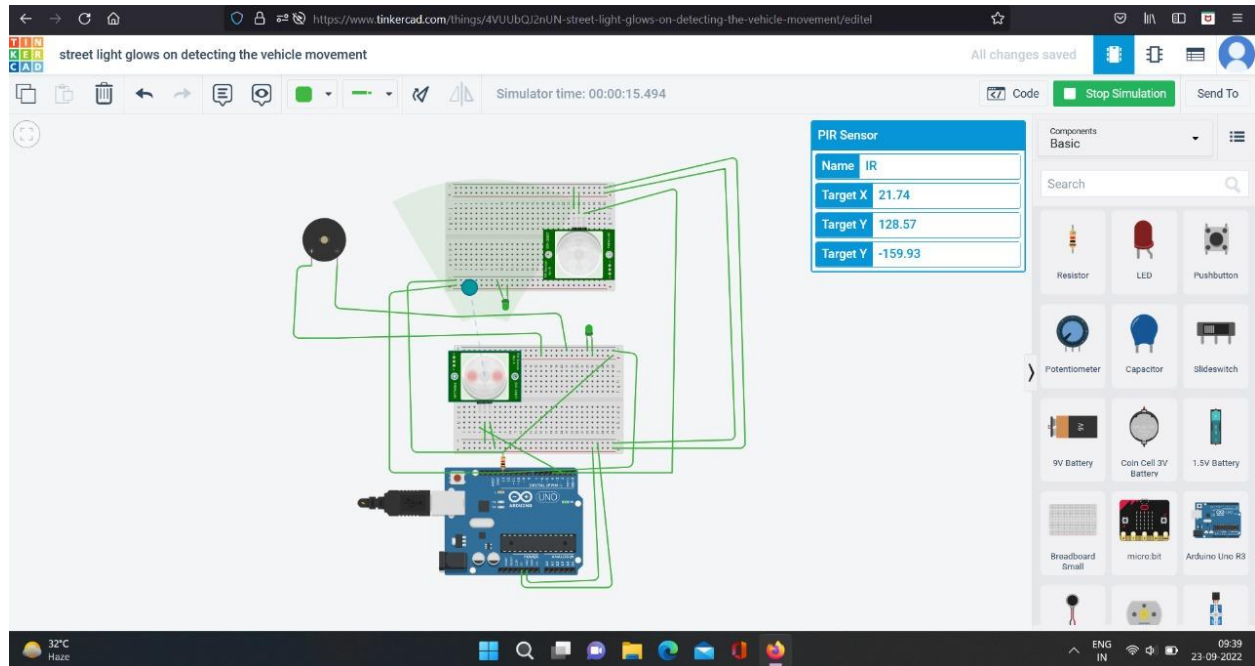 https://www.tinkercad.com/things/4VUUbQJ2nUN-street-light-glows-on-detecting-the-vehicle-movement/editel
TIN
KER
CAD
street light glows on detecting the vehicle movement
All changes saved
Simulator time: 00:00:15.494
Code
Stop Simulation
Send To
PIR Sensor
Name IR
Target X 21.74
Target Y 128.57
Target Y -159.93
Components
Basic
Search
Resistor
LED
Pushbutton
Potentiometer
Capacitor
Slideswitch
9V Battery
Coin Cell 3V
Battery
1.5V Battery
Breadboard
Small
micro:bit
Arduino Uno R3
UNO
ARDUINO
32°C
Haze
ENG
IN
09:39
23-09-2022